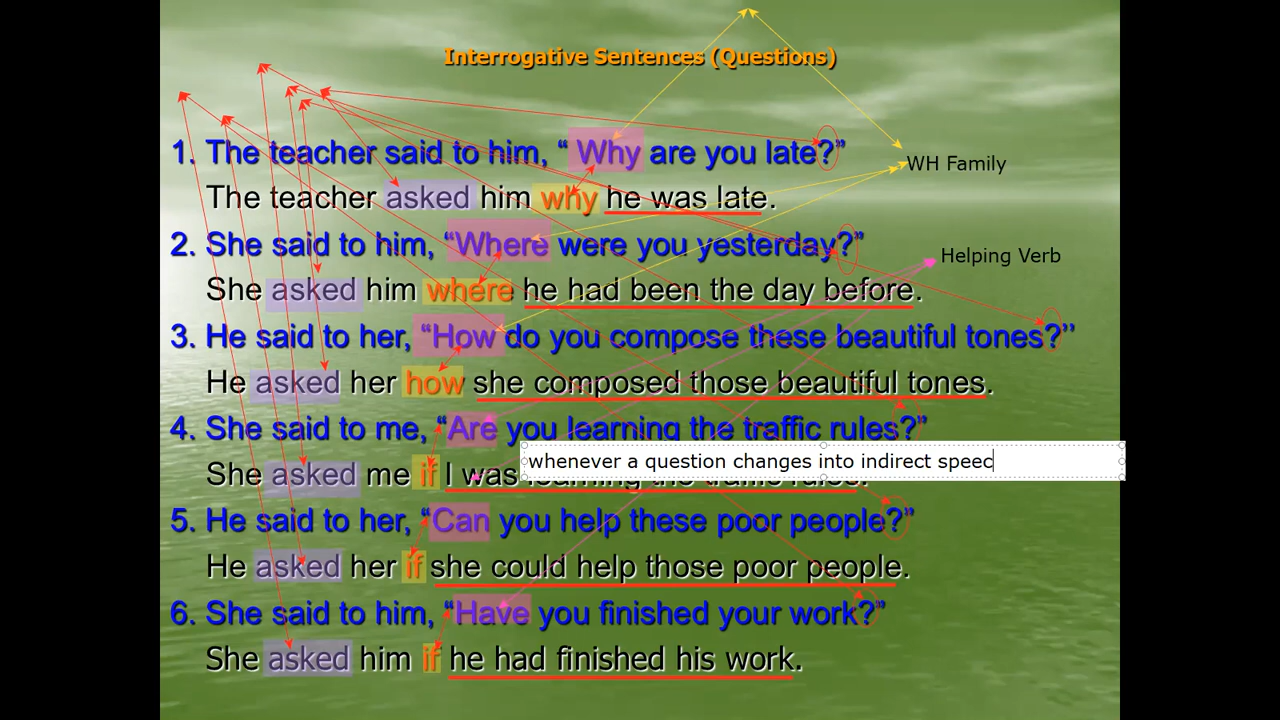 Interrogative Sentences (Questions)
1. The teacher said to him, “ Why are you late?”
WH Family
The teacher asked him why he was late.
2. She said to him, “Where were you yesterday?”
Helping Verb
She asked him where he had been the day before.
3. He said to her, “How do you compose these beautiful tones?’’
He asked her how she composed those beautiful tones.
4. She said to me, “Are you learning the traffic rules?”
whenever a question changes into indirect speec
She asked me if I was learning the traffic rules.
5. He said to her, “Can you help these poor people?”
He asked her if she could help those poor people.
6. She said to him, “Have you finished your work?”
She asked him if he had finished his work.